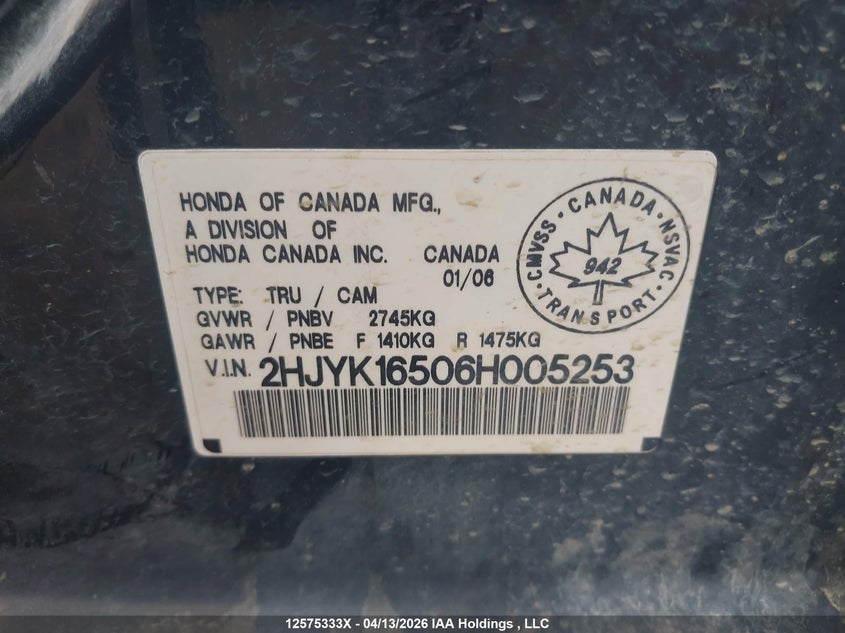 HONDA OF CANADA MFG.,
A DIVISION OF
HONDA CANADA INC. CANADA
01/06
TYPE: TRU / CAM
GVWR / PNBV 2745KG
GAWR / PNBE F 1410KG R 1475KG
V.I.N. 2HJYK16506H005253
CMVSS · CANADA · NSVAC
942
· TRANSPORT ·
12575333X - 04/13/2026 IAA Holdings , LLC